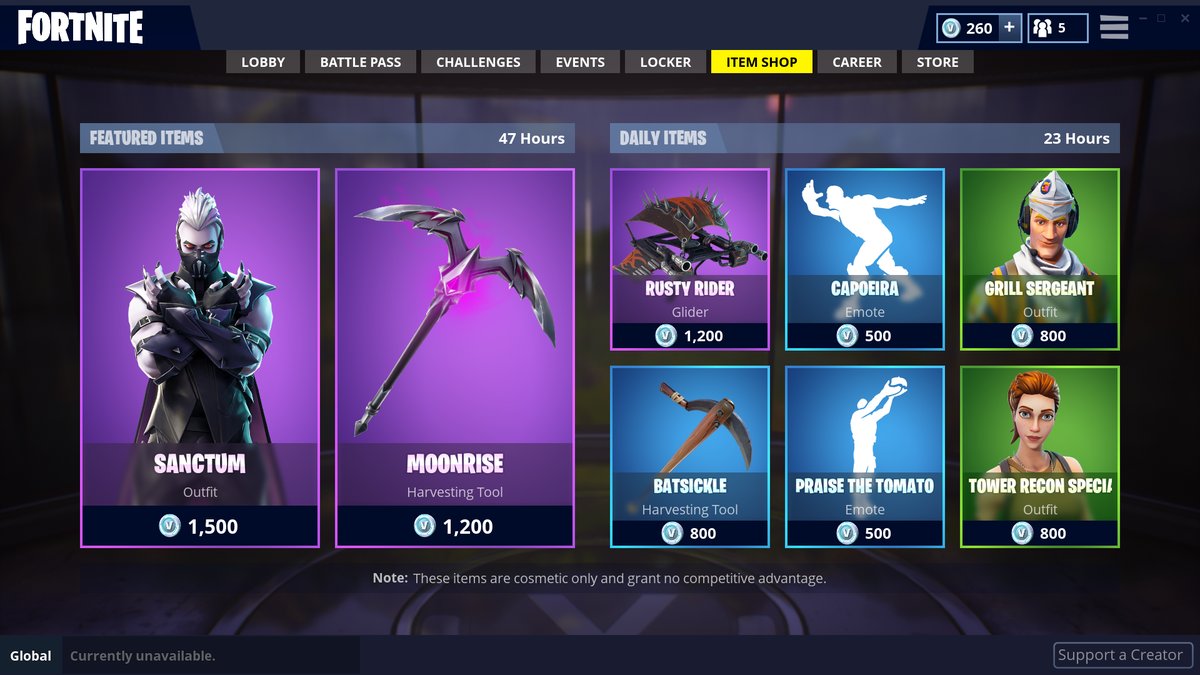 FORTNITE
260 +
5
LOBBY
BATTLE PASS
CHALLENGES
EVENTS
LOCKER
ITEM SHOP
CAREER
STORE
FEATURED ITEMS
47 Hours
SANCTUM
Outfit
V 1,500
MOONRISE
Harvesting Tool
V 1,200
DAILY ITEMS
23 Hours
RUSTY RIDER
Glider
V 1,200
CAPOEIRA
Emote
V 500
GRILL SERGEANT
Outfit
V 800
BATSICKLE
Harvesting Tool
V 800
PRAISE THE TOMATO
Emote
V 500
TOWER RECON SPECIA
Outfit
V 800
Note: These items are cosmetic only and grant no competitive advantage.
Global
Currently unavailable.
Support a Creator